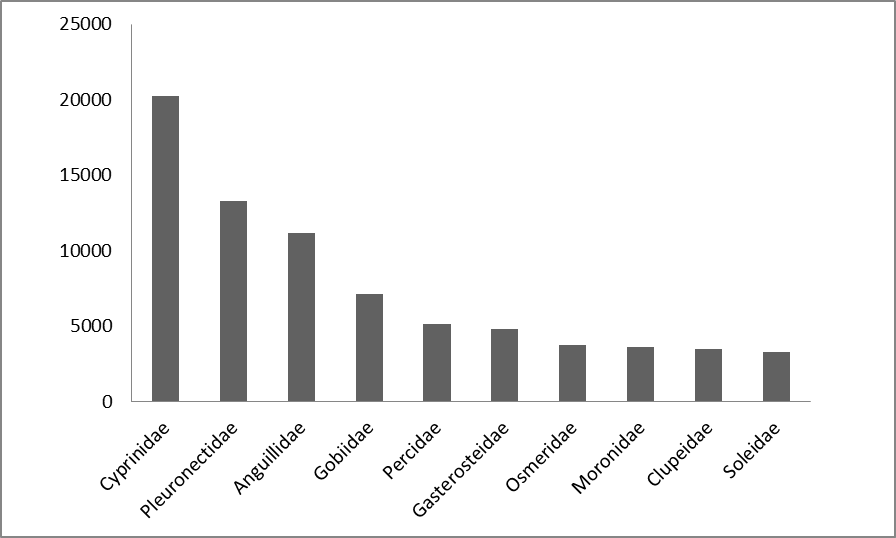 25000
20000
15000
10000
5000
0
Cyprinidae
Pleuronectidae
Anguillidae
Gobiidae
Percidae
Gasterosteidae
Osmeridae
Moronidae
Clupeidae
Soleidae